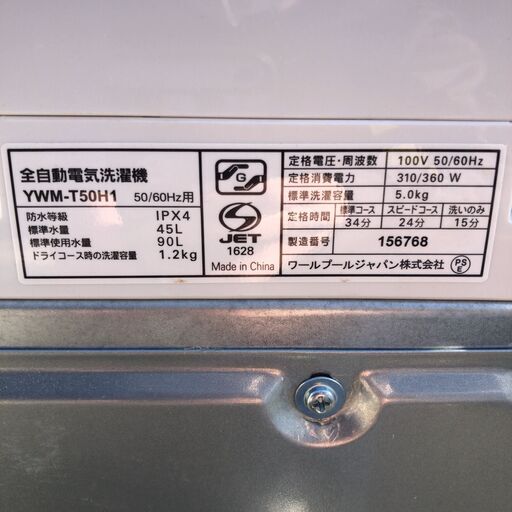 全自動電気洗濯機
YWM-T50H1 50/60Hz用
防水等級 IPX4
標準水量 45L
標準使用水量 90L
ドライコース時の洗濯容量 1.2kg
G
S
JET
1628
Made in China
定格電圧・周波数 100V 50/60Hz
定格消費電力 310/360 W
標準洗濯容量 5.0kg
定格時間 標準コース スピードコース 洗いのみ
34分 24分 15分
製造番号 156768
ワールプールジャパン株式会社 PSE